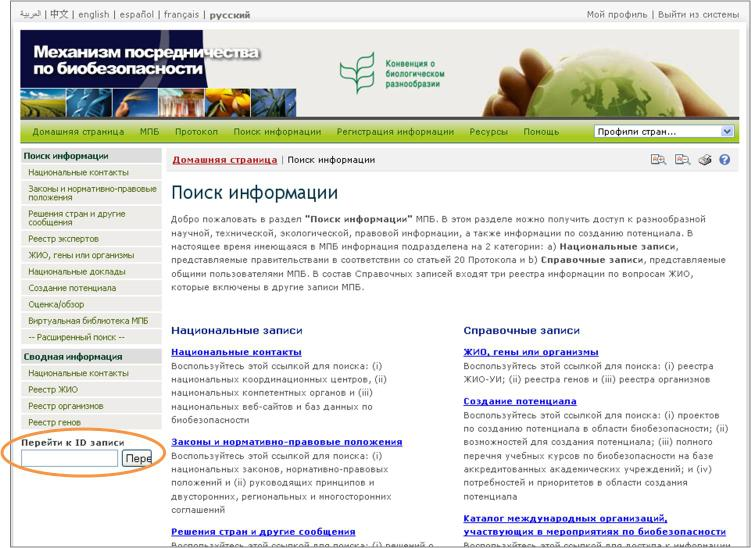 العربية | 中文 | english | español | français | русский
Мой профиль | Выйти из системы
Механизм посредничества
по биобезопасности
Конвенция о
биологическом
разнообразии
Домашняя страница МПБ Протокол Поиск информации Регистрация информации Ресурсы Помощь Профили стран...
Поиск информации
Национальные контакты
Законы и нормативно-правовые
положения
Решения стран и другие
сообщения
Реестр экспертов
ЖИО, гены или организмы
Национальные доклады
Создание потенциала
Оценка/обзор
Виртуальная библиотека МПБ
-- Расширенный поиск --
Сводная информация
Национальные контакты
Реестр ЖИО
Реестр организмов
Реестр генов
Перейти к ID записи
Пере
Домашняя страница | Поиск информации
Поиск информации
Добро пожаловать в раздел "Поиск информации" МПБ. В этом разделе можно получить доступ к разнообразной
научной, технической, экологической, правовой информации, а также информации по созданию потенциала. В
настоящее время имеющаяся в МПБ информация подразделена на 2 категории: a) Национальные записи,
представляемые правительствами в соответствии со статьей 20 Протокола и b) Справочные записи, представляемые
общими пользователями МПБ. В состав Справочных записей входят три реестра информации по вопросам ЖИО,
которые включены в другие записи МПБ.
Национальные записи
Национальные контакты
Воспользуйтесь этой ссылкой для поиска: (i)
национальных координационных центров, (ii)
национальных компетентных органов и (iii)
национальных веб-сайтов и баз данных по
биобезопасности
Законы и нормативно-правовые положения
Воспользуйтесь этой ссылкой для поиска: (i)
национальных законов, нормативно-правовых
положений и (ii) руководящих принципов и
двусторонних, региональных и многосторонних
соглашений
Решения стран и другие сообщения
Воспользуйтесь этой ссылкой для поиска: (i) решений о
Справочные записи
ЖИО, гены или организмы
Воспользуйтесь этой ссылкой для поиска: (i) реестра
ЖИО-УИ; (ii) реестра генов и (iii) реестра организмов
Создание потенциала
Воспользуйтесь этой ссылкой для поиска: (i) проектов
по созданию потенциала в области биобезопасности; (ii)
возможностей для создания потенциала; (iii) полного
перечня учебных курсов по биобезопасности на базе
аккредитованных академических учреждений; и (iv)
потребностей и приоритетов в области создания
потенциала
Каталог международных организаций,
участвующих в мероприятиях по биобезопасности
Воспользуйтесь этой ссылкой для доступа к информации